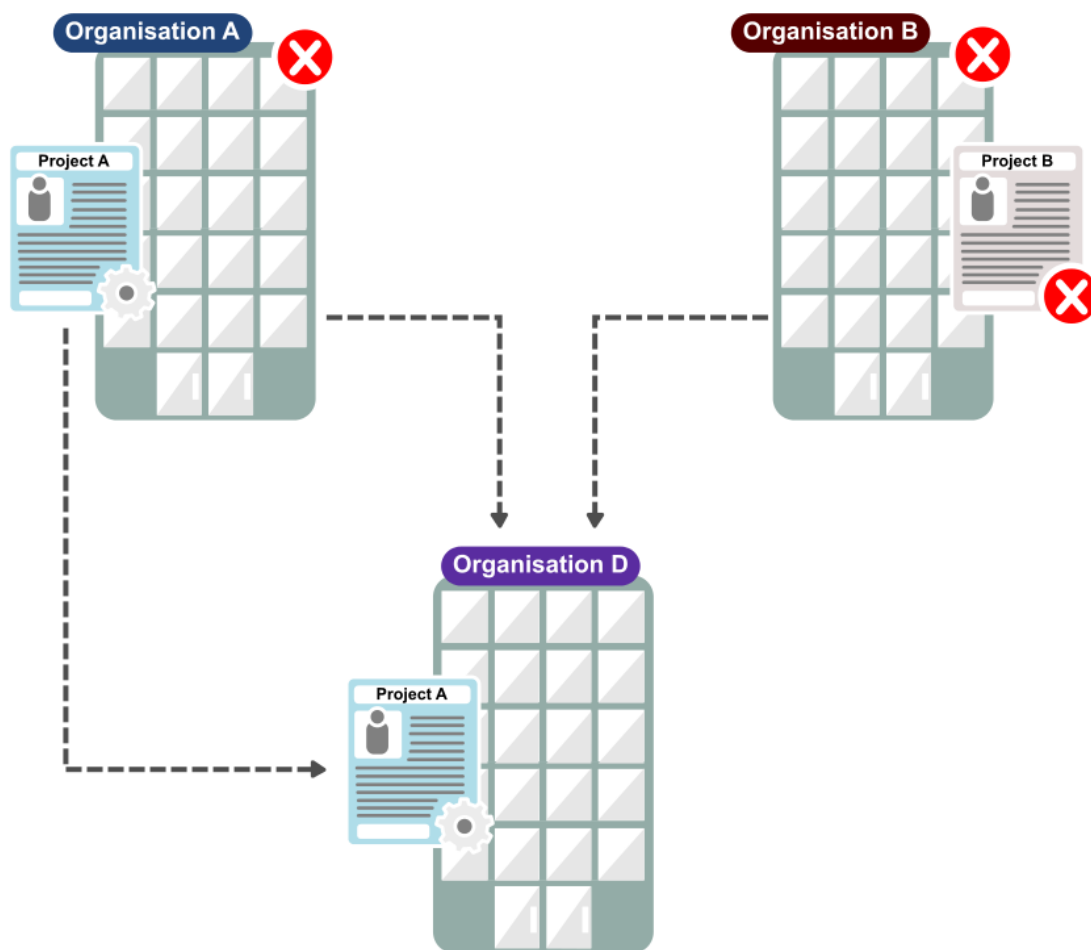 Organisation A
Organisation B
Project A
Project B
Organisation D
Project A